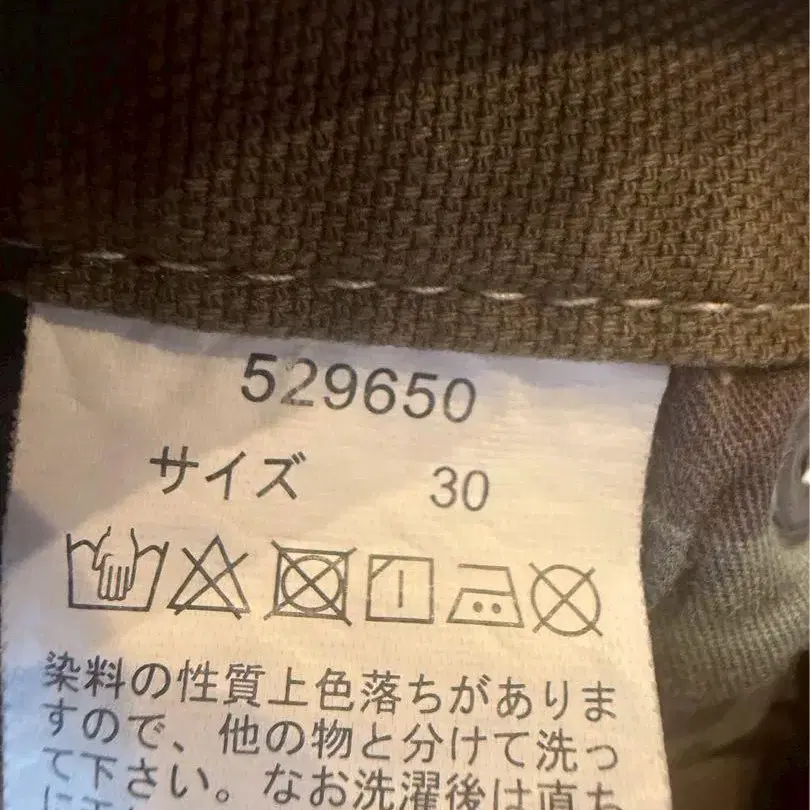 529650
サイズ 30
染料の性質上色落ちがありま
すので、他の物と分けて洗っ
て下さい。なお洗濯後は直ち
に